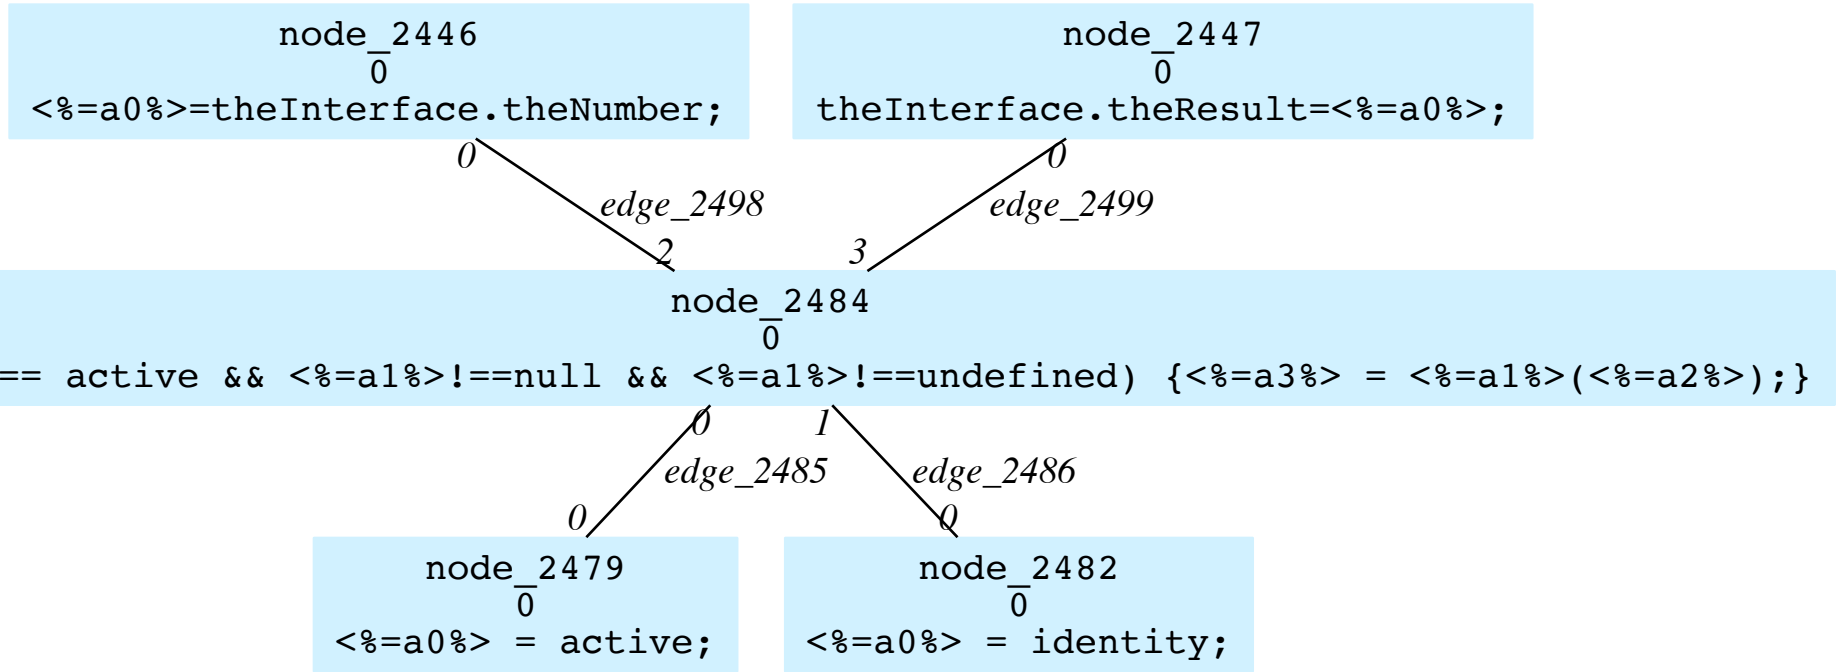 node_2446
0
<%=a0%>=theInterface.theNumber;
node_2447
0
theInterface.theResult=<%=a0%>;
0
0
edge_2498
edge_2499
2
3
node_2484
0
== active && <%=a1%>!==null && <%=a1%>!==undefined) {<%=a3%> = <%=a1%>(<%=a2%>);}
0
1
edge_2485
edge_2486
0
0
node_2479
0
<%=a0%> = active;
node_2482
0
<%=a0%> = identity;